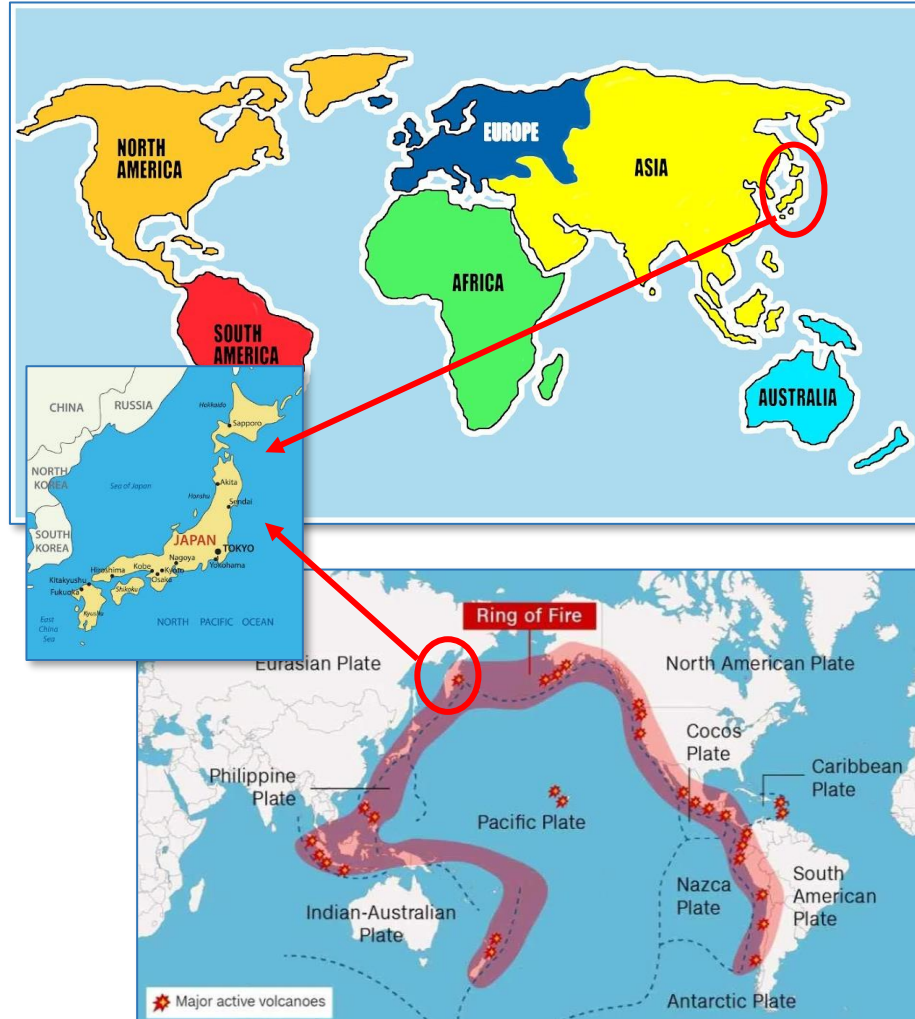 NORTH
AMERICA
EUROPE
ASIA
AFRICA
SOUTH
AMERICA
AUSTRALIA
CHINA
RUSSIA
Hokkaido
Sapporo
NORTH
KOREA
Sea of Japan
Akita
Honshu
Sendai
SOUTH
KOREA
JAPAN
TOKYO
Nagoya
Yokohama
Kobe
Kyoto
Osaka
Hiroshima
Kitakyushu
Fukuoka
Shikoku
Kyushu
East
China
Sea
NORTH PACIFIC OCEAN
Ring of Fire
Eurasian Plate
North American Plate
Cocos
Plate
Caribbean
Plate
Philippine
Plate
Pacific Plate
Nazca
Plate
South
American
Plate
Indian-Australian
Plate
Major active volcanoes
Antarctic Plate